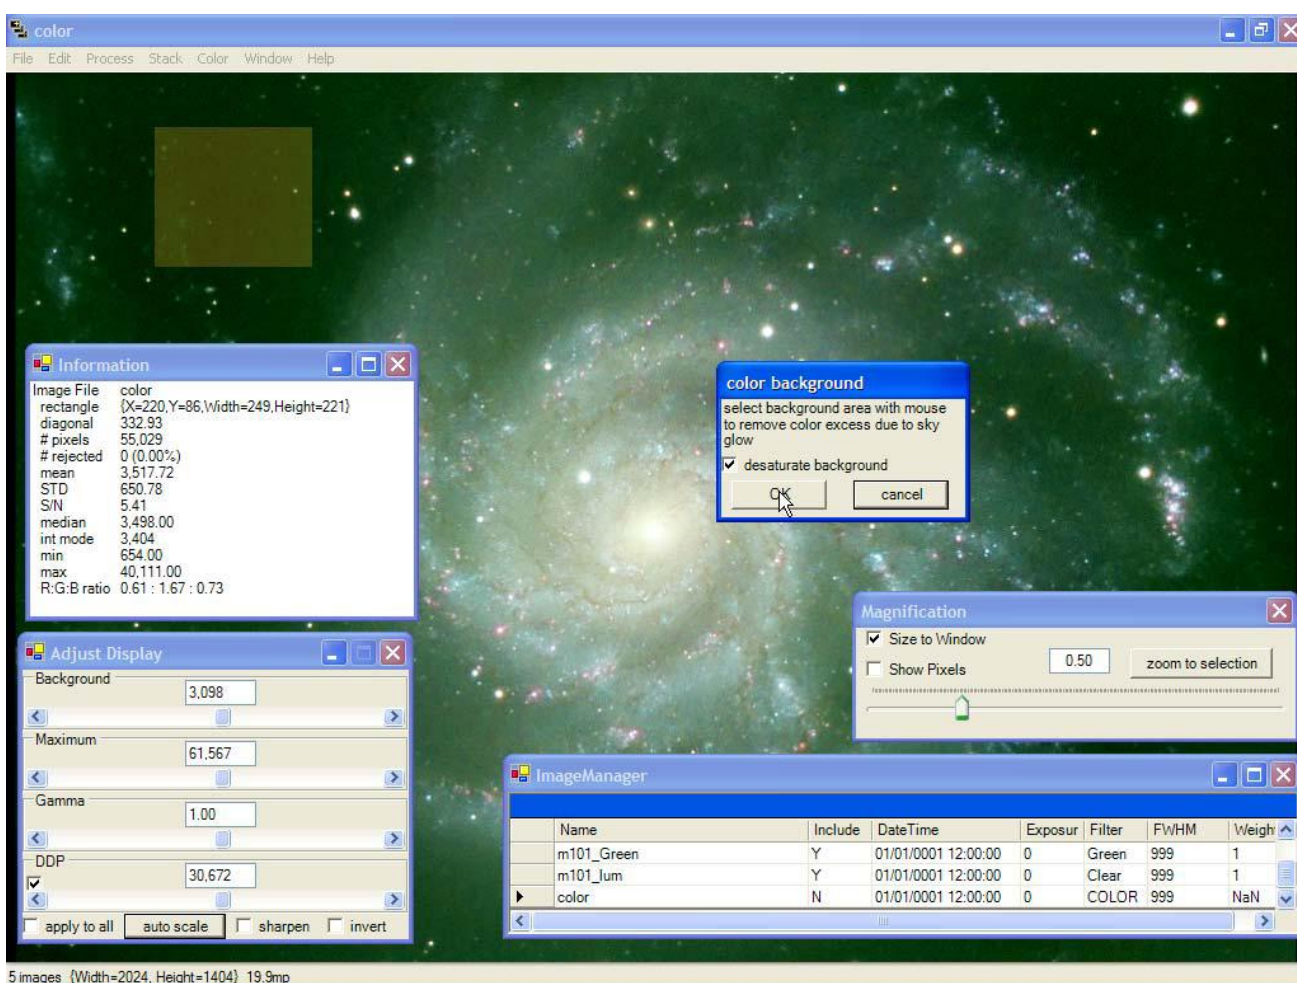 color
File Edit Process Stack Color Window Help
Information
Image File color
rectangle {X=220,Y=86,Width=249,Height=221}
diagonal 332.93
# pixels 55,029
# rejected 0 (0.00%)
mean 3,517.72
STD 650.78
S/N 5.41
median 3,498.00
int mode 3,404
min 654.00
max 40,111.00
R:G:B ratio 0.61 : 1.67 : 0.73
color background
select background area with mouse
to remove color excess due to sky
glow
desaturate background
OK cancel
Magnification
Size to Window
Show Pixels 0.50 zoom to selection
Adjust Display
Background
3,098
Maximum
61,567
Gamma
1.00
DDP
30,672
apply to all auto scale sharpen invert
ImageManager
Name Include DateTime Exposur Filter FWHM Weigh
m101_Green Y 01/01/0001 12:00:00 0 Green 999 1
m101_lum Y 01/01/0001 12:00:00 0 Clear 999 1
color N 01/01/0001 12:00:00 0 COLOR 999 NaN
5 images {Width=2024, Height=1404} 19.9mp